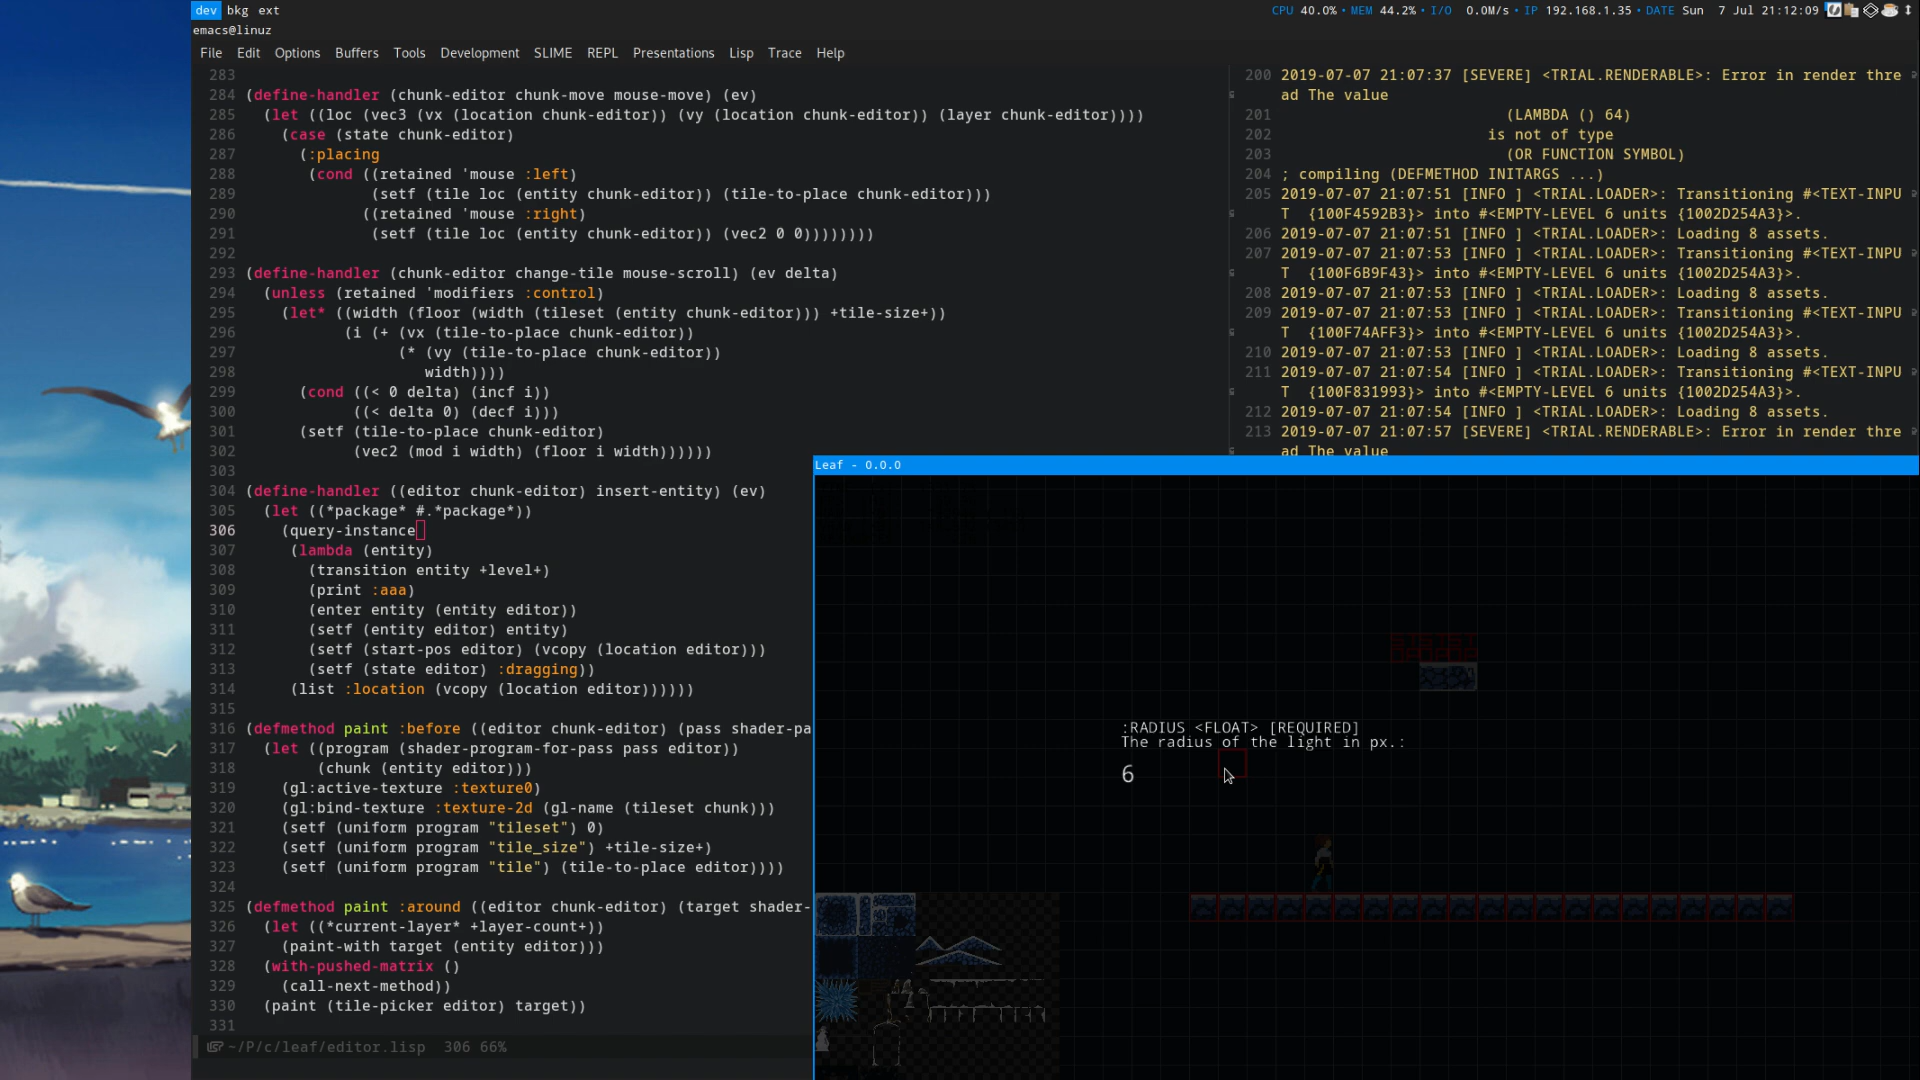 dev bkg ext
CPU 40.0% · MEM 44.2% · I/O 0.0M/s · IP 192.168.1.35 · DATE Sun 7 Jul 21:12:09
emacs@linuz
File Edit Options Buffers Tools Development SLIME REPL Presentations Lisp Trace Help
283
284 (define-handler (chunk-editor chunk-move mouse-move) (ev)
285   (let ((loc (vec3 (vx (location chunk-editor)) (vy (location chunk-editor)) (layer chunk-editor))))
286     (case (state chunk-editor)
287       (:placing
288        (cond ((retained 'mouse :left)
289               (setf (tile loc (entity chunk-editor)) (tile-to-place chunk-editor)))
290              ((retained 'mouse :right)
291               (setf (tile loc (entity chunk-editor)) (vec2 0 0))))))))
292
293 (define-handler (chunk-editor change-tile mouse-scroll) (ev delta)
294   (unless (retained 'modifiers :control)
295     (let* ((width (floor (width (tileset (entity chunk-editor))) +tile-size+))
296            (i (+ (vx (tile-to-place chunk-editor))
297                  (* (vy (tile-to-place chunk-editor))
298                     width))))
299       (cond ((< 0 delta) (incf i))
300             ((< delta 0) (decf i)))
301       (setf (tile-to-place chunk-editor)
302             (vec2 (mod i width) (floor i width))))))
303
304 (define-handler ((editor chunk-editor) insert-entity) (ev)
305   (let ((*package* #.*package*))
306     (query-instance
307      (lambda (entity)
308        (transition entity +level+)
309        (print :aaa)
310        (enter entity (entity editor))
311        (setf (entity editor) entity)
312        (setf (start-pos editor) (vcopy (location editor)))
313        (setf (state editor) :dragging))
314      (list :location (vcopy (location editor))))))
315
316 (defmethod paint :before ((editor chunk-editor) (pass shader-pa
317   (let ((program (shader-program-for-pass pass editor))
318         (chunk (entity editor)))
319     (gl:active-texture :texture0)
320     (gl:bind-texture :texture-2d (gl-name (tileset chunk)))
321     (setf (uniform program "tileset") 0)
322     (setf (uniform program "tile_size") +tile-size+)
323     (setf (uniform program "tile") (tile-to-place editor))))
324
325 (defmethod paint :around ((editor chunk-editor) (target shader-
326   (let ((*current-layer* +layer-count+))
327     (paint-with target (entity editor)))
328   (with-pushed-matrix ()
329     (call-next-method))
330   (paint (tile-picker editor) target))
331
~/P/c/leaf/editor.lisp 306 66%
200 2019-07-07 21:07:37 [SEVERE] <TRIAL.RENDERABLE>: Error in render thre
ad The value
201 (LAMBDA () 64)
202 is not of type
203 (OR FUNCTION SYMBOL)
204 ; compiling (DEFMETHOD INITARGS ...)
205 2019-07-07 21:07:51 [INFO ] <TRIAL.LOADER>: Transitioning #<TEXT-INPU
T  {100F4592B3}> into #<EMPTY-LEVEL 6 units {1002D254A3}>.
206 2019-07-07 21:07:51 [INFO ] <TRIAL.LOADER>: Loading 8 assets.
207 2019-07-07 21:07:53 [INFO ] <TRIAL.LOADER>: Transitioning #<TEXT-INPU
T  {100F6B9F43}> into #<EMPTY-LEVEL 6 units {1002D254A3}>.
208 2019-07-07 21:07:53 [INFO ] <TRIAL.LOADER>: Loading 8 assets.
209 2019-07-07 21:07:53 [INFO ] <TRIAL.LOADER>: Transitioning #<TEXT-INPU
T  {100F74AFF3}> into #<EMPTY-LEVEL 6 units {1002D254A3}>.
210 2019-07-07 21:07:53 [INFO ] <TRIAL.LOADER>: Loading 8 assets.
211 2019-07-07 21:07:54 [INFO ] <TRIAL.LOADER>: Transitioning #<TEXT-INPU
T  {100F831993}> into #<EMPTY-LEVEL 6 units {1002D254A3}>.
212 2019-07-07 21:07:54 [INFO ] <TRIAL.LOADER>: Loading 8 assets.
213 2019-07-07 21:07:57 [SEVERE] <TRIAL.RENDERABLE>: Error in render thre
ad The value
Leaf - 0.0.0
:RADIUS <FLOAT> [REQUIRED]
The radius of the light in px.:
6